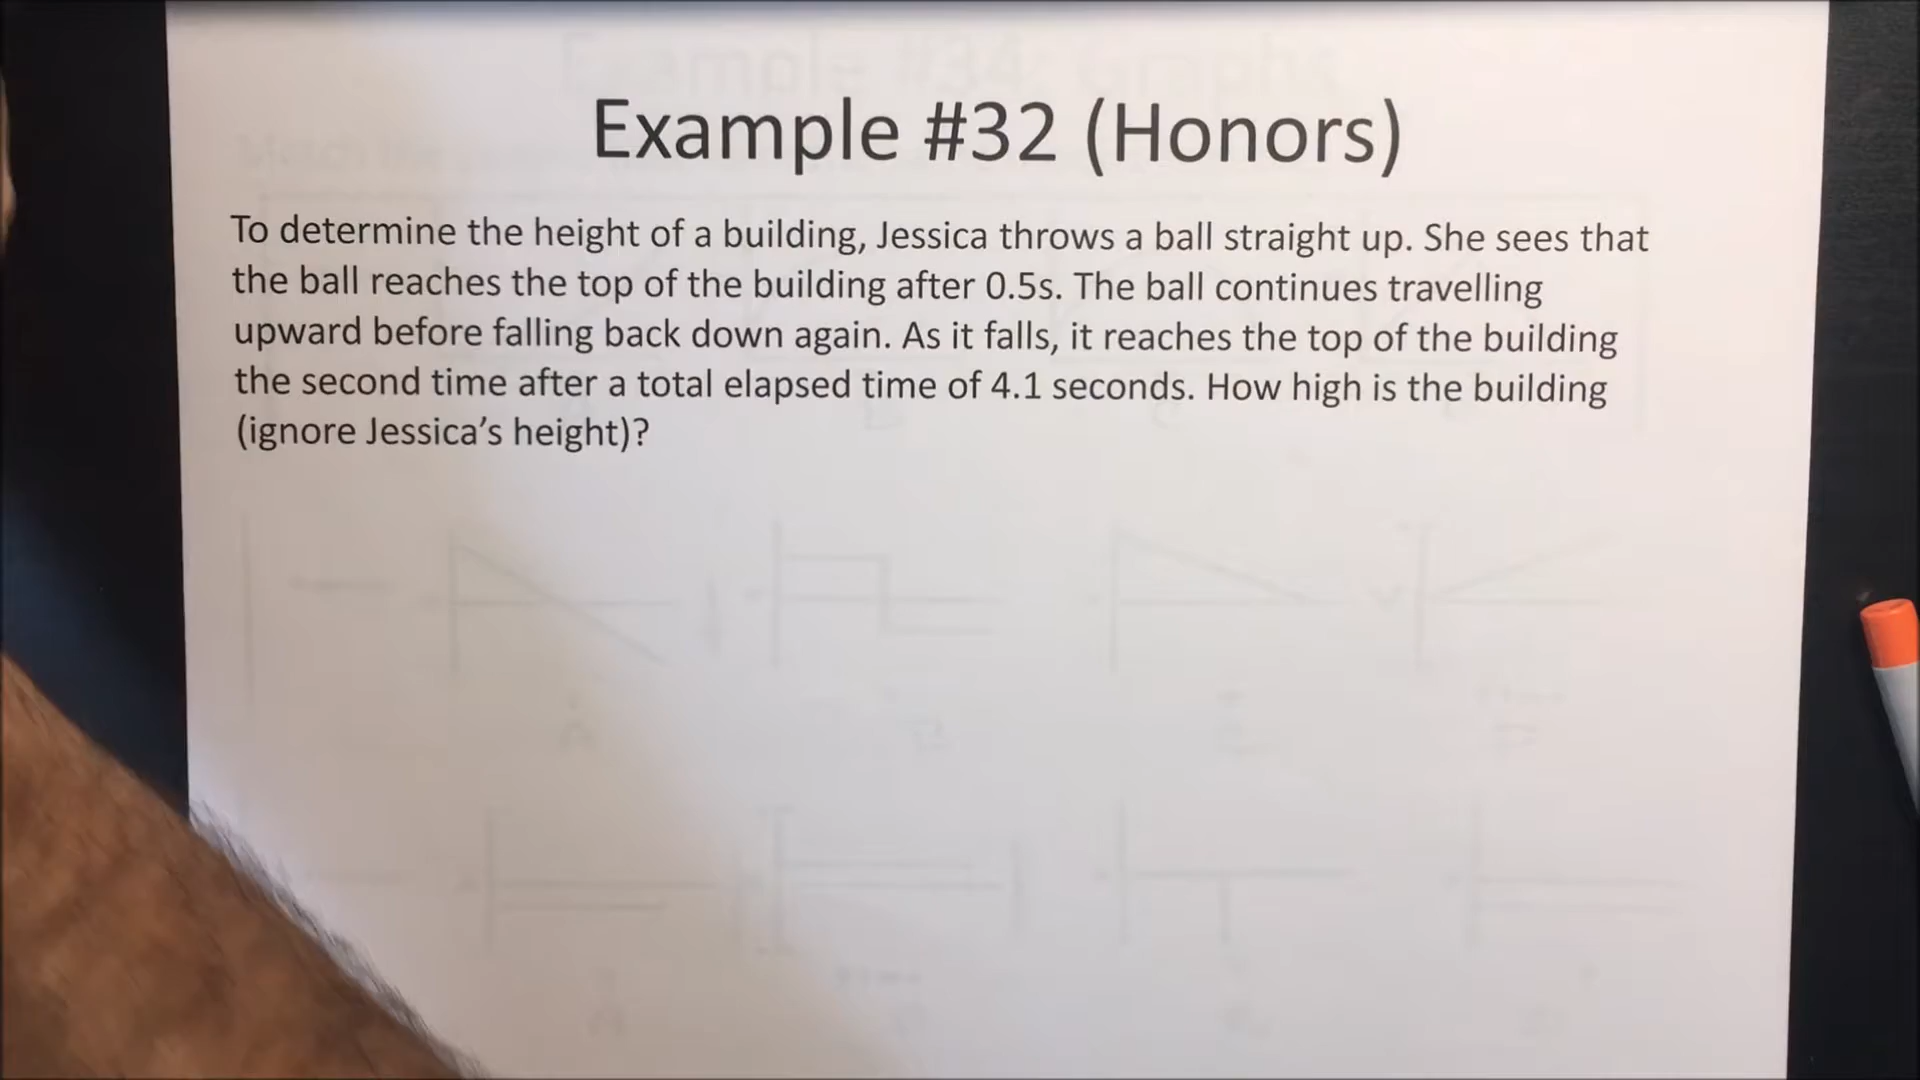 Example #32 (Honors)
To determine the height of a building, Jessica throws a ball straight up. She sees that
the ball reaches the top of the building after 0.5s. The ball continues travelling
upward before falling back down again. As it falls, it reaches the top of the building
the second time after a total elapsed time of 4.1 seconds. How high is the building
(ignore Jessica’s height)?